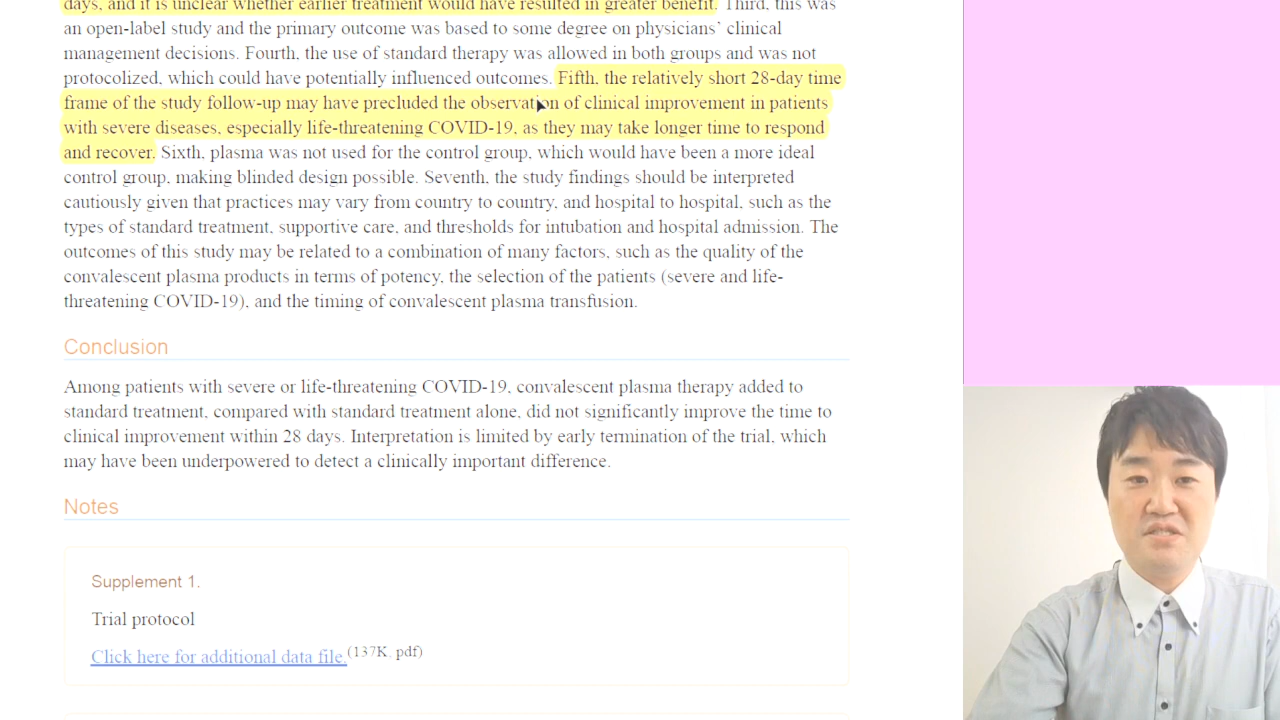 days, and it is unclear whether earlier treatment would have resulted in greater benefit. Third, this was
an open-label study and the primary outcome was based to some degree on physicians’ clinical
management decisions. Fourth, the use of standard therapy was allowed in both groups and was not
protocolized, which could have potentially influenced outcomes. Fifth, the relatively short 28-day time
frame of the study follow-up may have precluded the observation of clinical improvement in patients
with severe diseases, especially life-threatening COVID-19, as they may take longer time to respond
and recover. Sixth, plasma was not used for the control group, which would have been a more ideal
control group, making blinded design possible. Seventh, the study findings should be interpreted
cautiously given that practices may vary from country to country, and hospital to hospital, such as the
types of standard treatment, supportive care, and thresholds for intubation and hospital admission. The
outcomes of this study may be related to a combination of many factors, such as the quality of the
convalescent plasma products in terms of potency, the selection of the patients (severe and life-
threatening COVID-19), and the timing of convalescent plasma transfusion.
Conclusion
Among patients with severe or life-threatening COVID-19, convalescent plasma therapy added to
standard treatment, compared with standard treatment alone, did not significantly improve the time to
clinical improvement within 28 days. Interpretation is limited by early termination of the trial, which
may have been underpowered to detect a clinically important difference.
Notes
Supplement 1.
Trial protocol
Click here for additional data file.(137K, pdf)